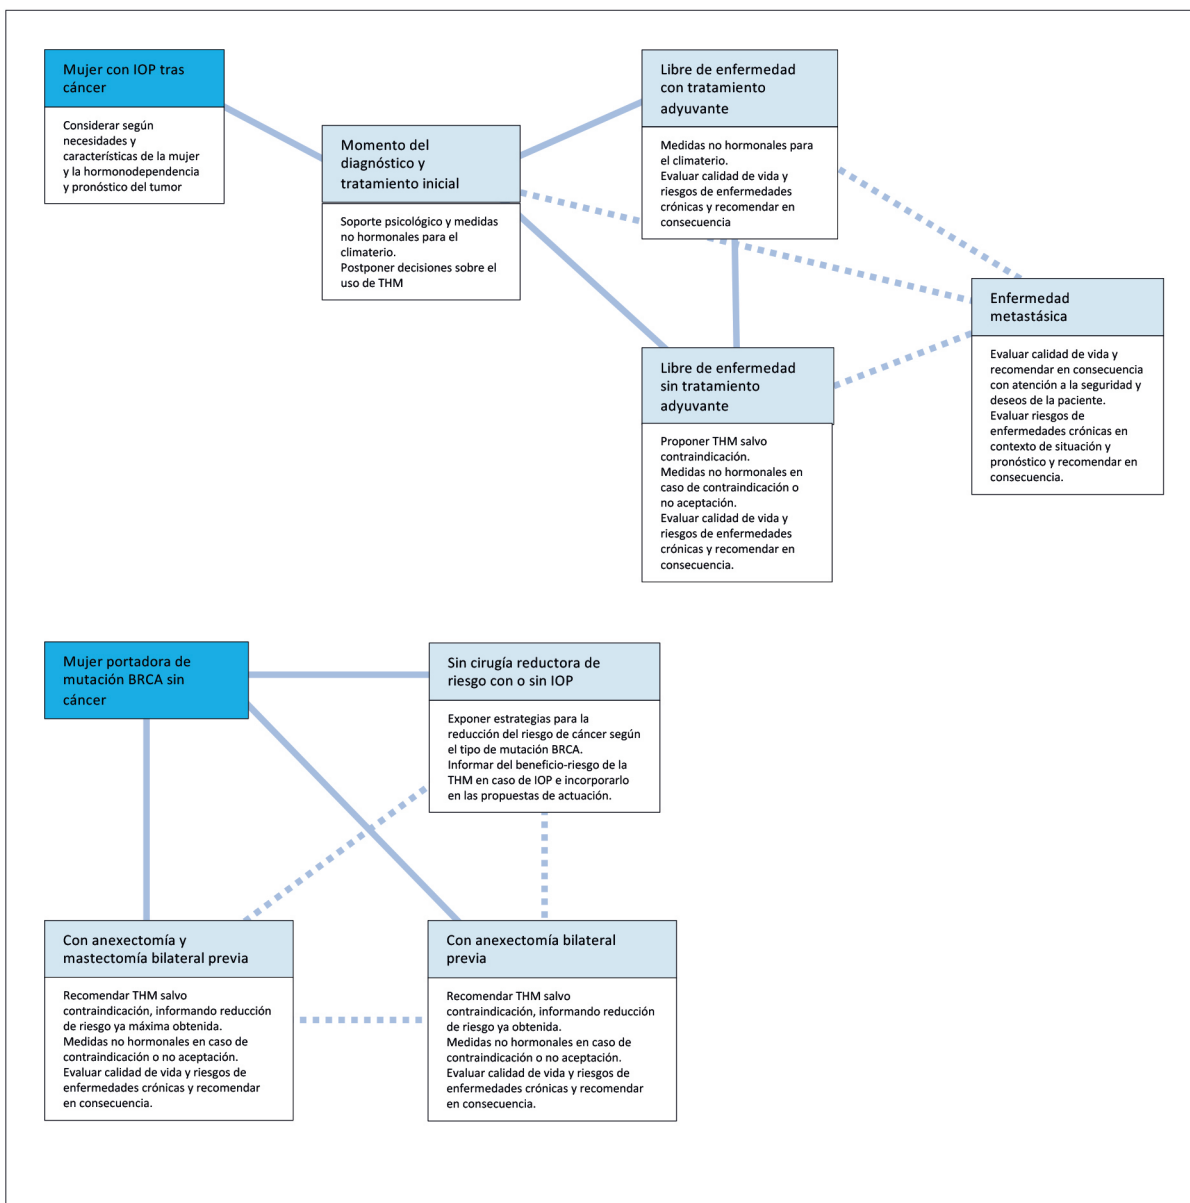 Mujer con IOP tras
cáncer
Considerar según
necesidades y
características de la mujer
y la hormonodependencia
y pronóstico del tumor
Momento del
diagnóstico y
tratamiento inicial
Soporte psicológico y medidas
no hormonales para el
climaterio.
Postponer decisiones sobre el
uso de THM
Libre de enfermedad
con tratamiento
adyuvante
Medidas no hormonales para
el climaterio.
Evaluar calidad de vida y
riesgos de enfermedades
crónicas y recomendar en
consecuencia
Libre de enfermedad
sin tratamiento
adyuvante
Proponer THM salvo
contraindicación.
Medidas no hormonales en
caso de contraindicación o
no aceptación.
Evaluar calidad de vida y
riesgos de enfermedades
crónicas y recomendar en
consecuencia.
Enfermedad
metastásica
Evaluar calidad de vida y
recomendar en consecuencia
con atención a la seguridad y
deseos de la paciente.
Evaluar riesgos de
enfermedades crónicas en
contexto de situación y
pronóstico y recomendar en
consecuencia.
Mujer portadora de
mutación BRCA sin
cáncer
Sin cirugía reductora de
riesgo con o sin IOP
Exponer estrategias para la
reducción del riesgo de cáncer según
el tipo de mutación BRCA.
Informar del beneficio-riesgo de la
THM en caso de IOP e incorporarlo
en las propuestas de actuación.
Con anexectomía y
mastectomía bilateral previa
Recomendar THM salvo
contraindicación, informando reducción
de riesgo ya máxima obtenida.
Medidas no hormonales en caso de
contraindicación o no aceptación.
Evaluar calidad de vida y riesgos de
enfermedades crónicas y recomendar
en consecuencia.
Con anexectomía bilateral
previa
Recomendar THM salvo
contraindicación, informando reducción
de riesgo ya obtenida.
Medidas no hormonales en caso de
contraindicación o no aceptación.
Evaluar calidad de vida y riesgos de
enfermedades crónicas y recomendar
en consecuencia.